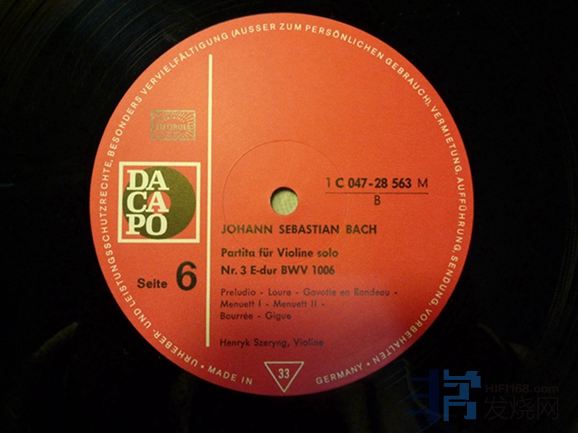 URHEBER- UND LEISTUNGSSCHUTZRECHTE, BESONDERS VERVIELFÄLTIGUNG (AUSSER ZUM PERSÖNLICHEN GEBRAUCH), VERMIETUNG, AUFFÜHRUNG, SENDUNG, VORBEHALTEN
DA
CA
PO
Seite 6
1 C 047-28 563 M
B
JOHANN SEBASTIAN BACH
Partita für Violine solo
Nr. 3 E-dur BWV 1006
Preludio - Loure - Gavotte en Rondeau -
Menuett I - Menuett II -
Bourrée - Gigue
Henryk Szeryng, Violine
33
• MADE IN GERMANY •
HIFI168.com
发烧网